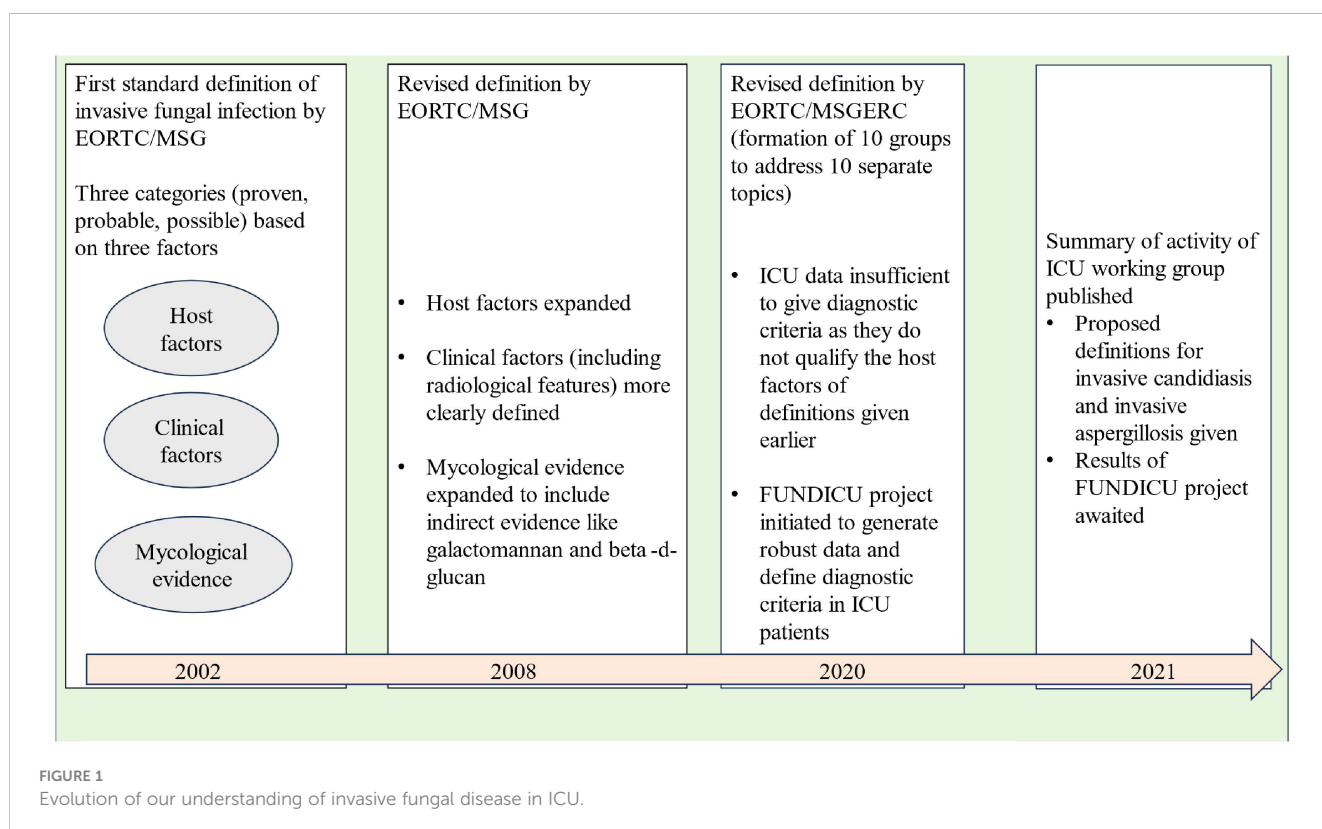 First standard definition of
invasive fungal infection by
EORTC/MSG
Three categories (proven,
probable, possible) based
on three factors
Host
factors
Clinical
factors
Mycological
evidence
Revised definition by
EORTC/MSG
• Host factors expanded
• Clinical factors (including
radiological features) more
clearly defined
• Mycological evidence
expanded to include
indirect evidence like
galactomannan and beta -d-
glucan
Revised definition by
EORTC/MSGERC
(formation of 10 groups
to address 10 separate
topics)
• ICU data insufficient
to give diagnostic
criteria as they do
not qualify the host
factors of
definitions given
earlier
• FUNDICU project
initiated to generate
robust data and
define diagnostic
criteria in ICU
patients
Summary of activity of
ICU working group
published
• Proposed
definitions for
invasive candidiasis
and invasive
aspergillosis given
• Results of
FUNDICU project
awaited
2002
2008
2020
2021
FIGURE 1
Evolution of our understanding of invasive fungal disease in ICU.